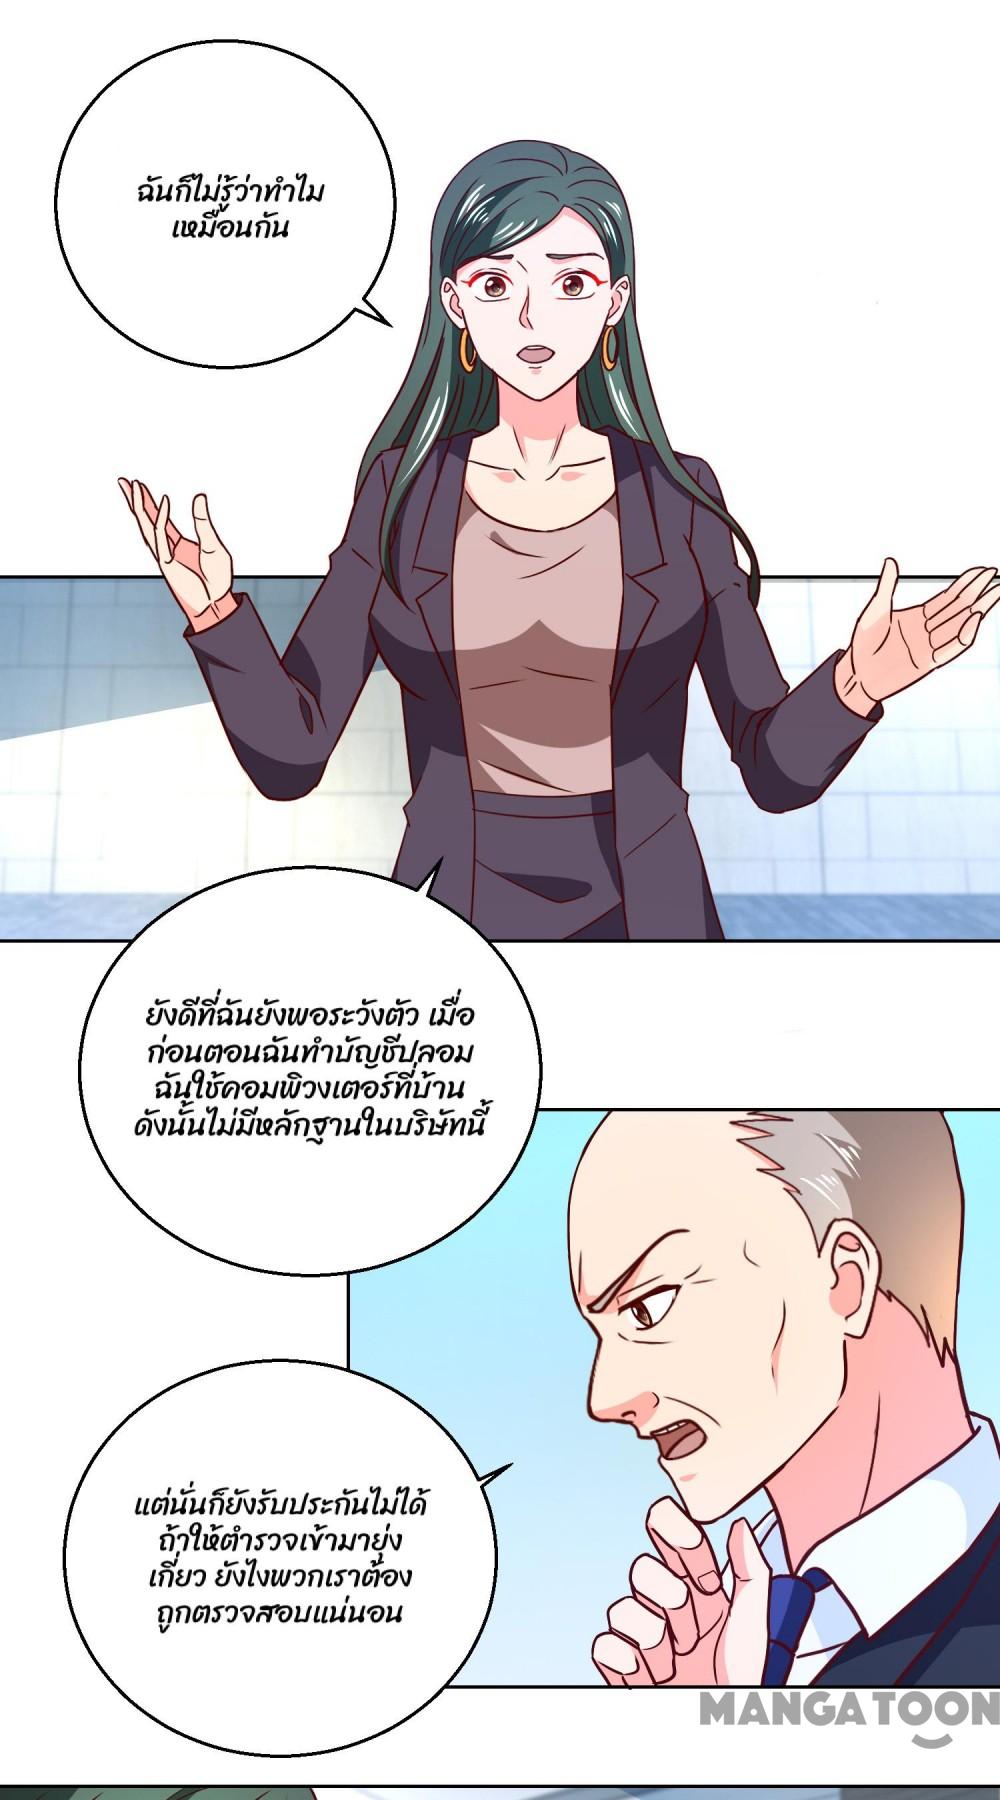 ฉันก็ไม่รู้ว่าทำไม
เหมือนกัน
ยังดีที่ฉันยังพอระวังตัว เมื่อ
ก่อนตอนฉันทำบัญชีปลอม
ฉันใช้คอมพิวงเตอร์ที่บ้าน
ดังนั้นไม่มีหลักฐานในบริษัทนี้
แต่นั่นก็ยังรับประกันไม่ได้
ถ้าให้ตำรวจเข้ามายุ่ง
เกี่ยว ยังไงพวกเราต้อง
ถูกตรวจสอบแน่นอน
MANGATOON